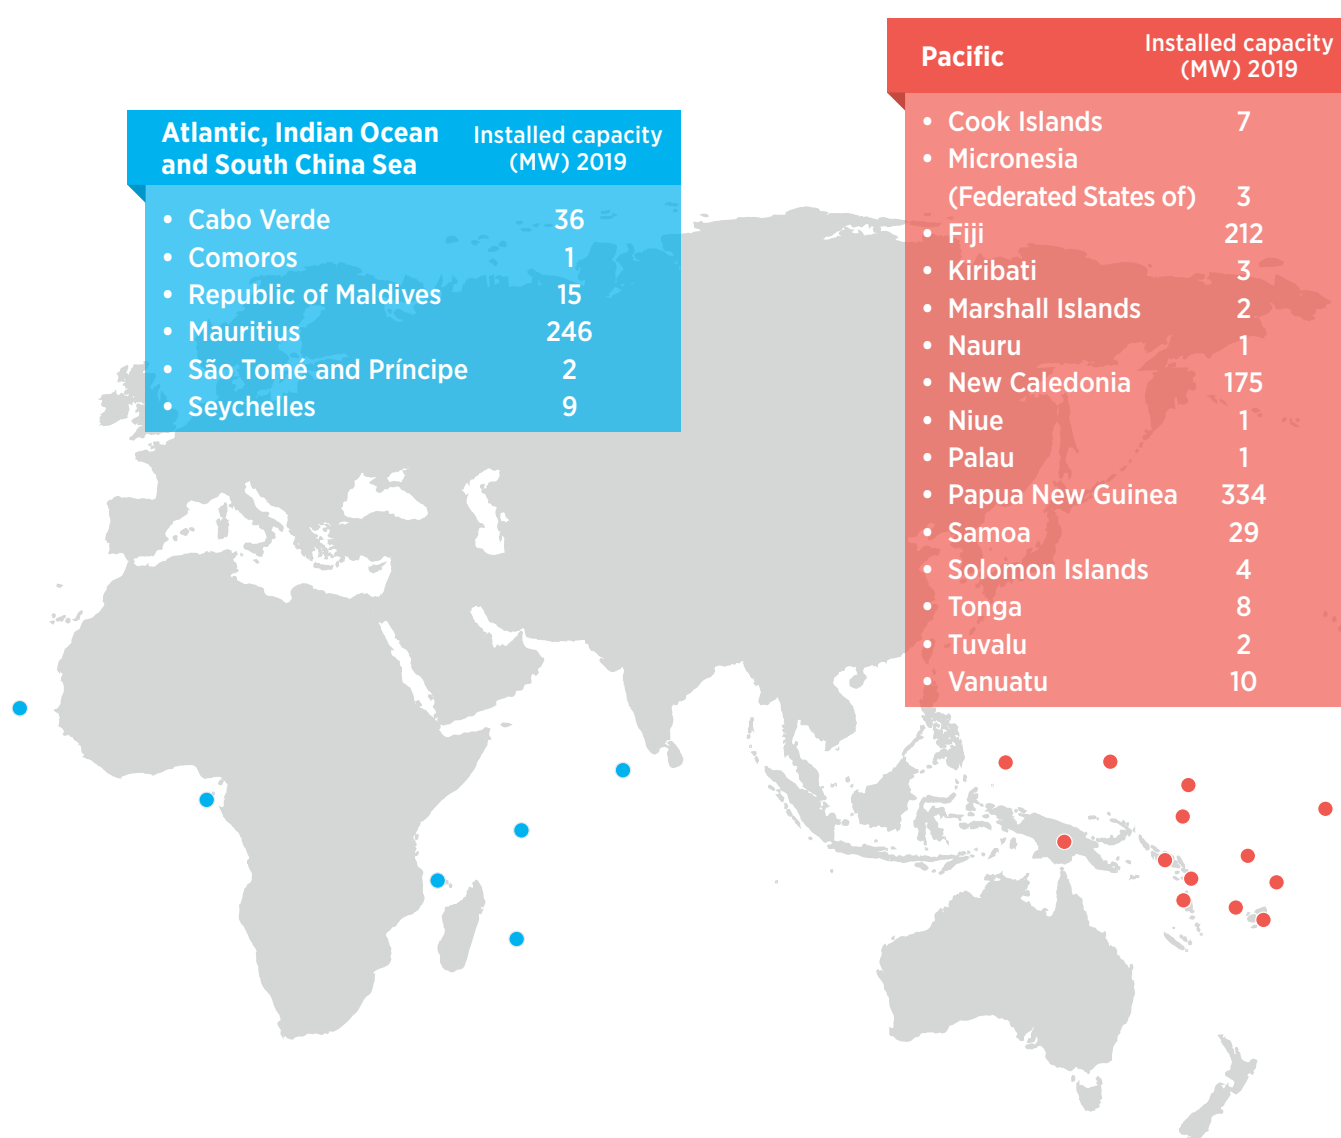 Atlantic, Indian Ocean and South China Sea
Installed capacity (MW) 2019
• Cabo Verde 36
• Comoros 1
• Republic of Maldives 15
• Mauritius 246
• São Tomé and Príncipe 2
• Seychelles 9
Pacific
Installed capacity (MW) 2019
• Cook Islands 7
• Micronesia
(Federated States of) 3
• Fiji 212
• Kiribati 3
• Marshall Islands 2
• Nauru 1
• New Caledonia 175
• Niue 1
• Palau 1
• Papua New Guinea 334
• Samoa 29
• Solomon Islands 4
• Tonga 8
• Tuvalu 2
• Vanuatu 10